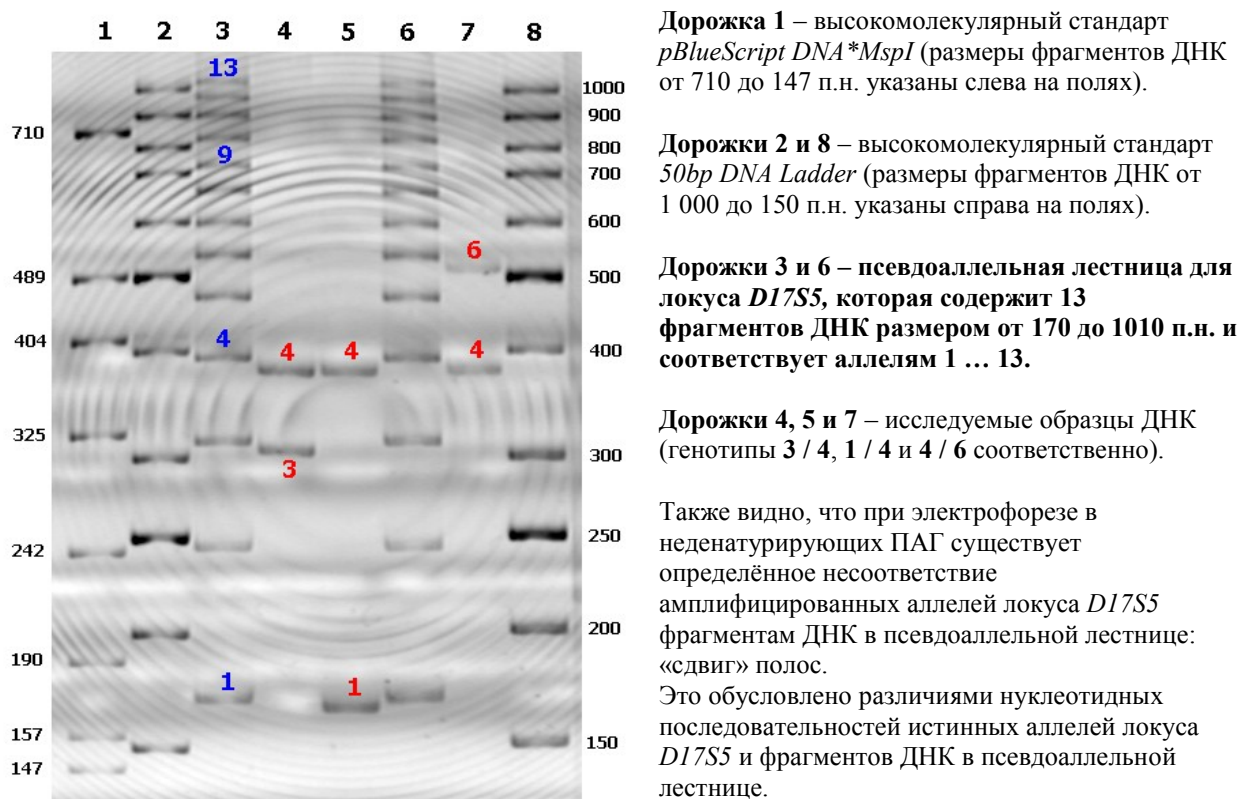 1 2 3 4 5 6 7 8
13
1000
900
710
800
9
700
600
6
489
500
404
4
4
4
4
400
325
300
3
242
250
200
190
1
1
157
150
147
Дорожка 1 – высокомолекулярный стандарт
pBlueScript DNA*MspI (размеры фрагментов ДНК
от 710 до 147 п.н. указаны слева на полях).
Дорожки 2 и 8 – высокомолекулярный стандарт
50bp DNA Ladder (размеры фрагментов ДНК от
1 000 до 150 п.н. указаны справа на полях).
Дорожки 3 и 6 – псевдоаллельная лестница для
локуса D17S5, которая содержит 13
фрагментов ДНК размером от 170 до 1010 п.н. и
соответствует аллелям 1 … 13.
Дорожки 4, 5 и 7 – исследуемые образцы ДНК
(генотипы 3 / 4, 1 / 4 и 4 / 6 соответственно).
Также видно, что при электрофорезе в
неденатурирующих ПАГ существует
определённое несоответствие
амплифицированных аллелей локуса D17S5
фрагментам ДНК в псевдоаллельной лестнице:
«сдвиг» полос.
Это обусловлено различиями нуклеотидных
последовательностей истинных аллелей локуса
D17S5 и фрагментов ДНК в псевдоаллельной
лестнице.